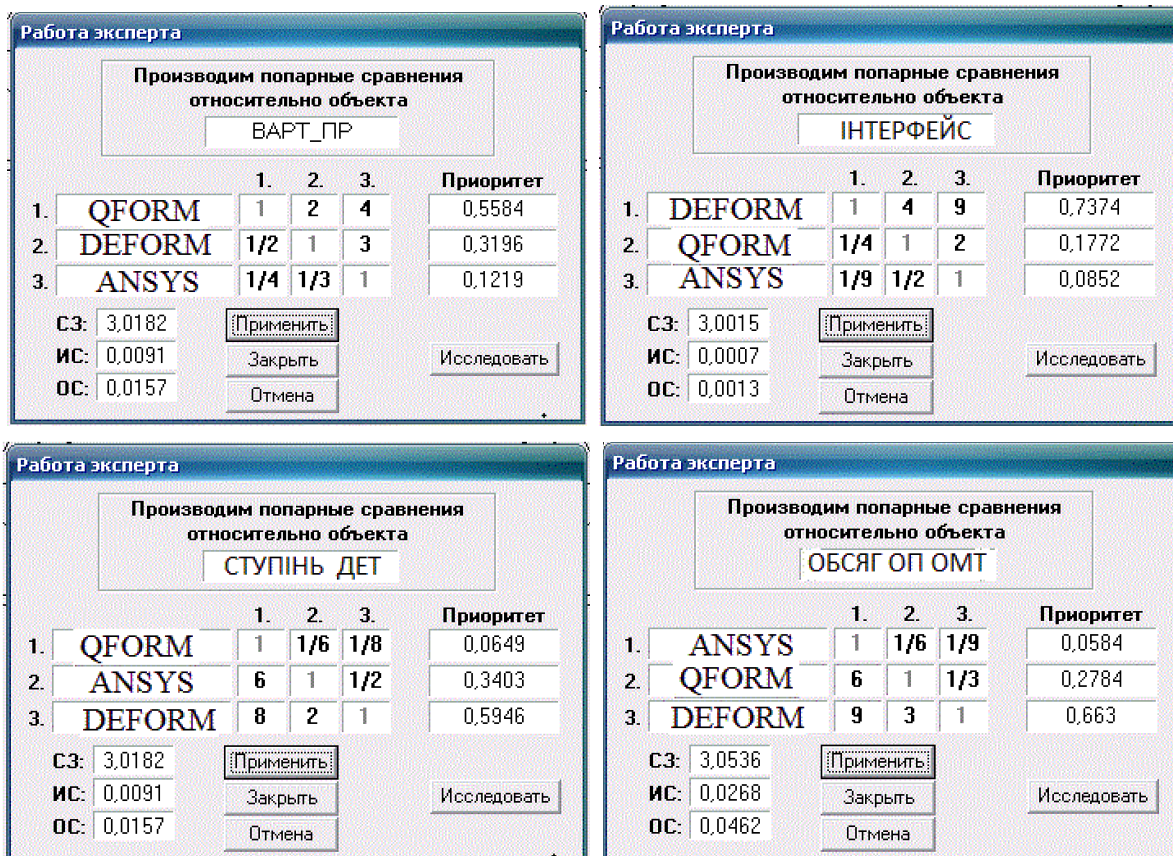 Работа эксперта
Производим попарные сравнения
относительно объекта
ВАРТ_ПР
1. 2. 3. Приоритет
1. QFORM 1 2 4 0,5584
2. DEFORM 1/2 1 3 0,3196
3. ANSYS 1/4 1/3 1 0,1219
СЗ: 3,0182 Применить
ИС: 0,0091 Закрыть Исследовать
ОС: 0,0157 Отмена
Работа эксперта
Производим попарные сравнения
относительно объекта
ІНТЕРФЕЙС
1. 2. 3. Приоритет
1. DEFORM 1 4 9 0,7374
2. QFORM 1/4 1 2 0,1772
3. ANSYS 1/9 1/2 1 0,0852
СЗ: 3,0015 Применить
ИС: 0,0007 Закрыть Исследовать
ОС: 0,0013 Отмена
Работа эксперта
Производим попарные сравнения
относительно объекта
СТУПІНЬ ДЕТ
1. 2. 3. Приоритет
1. QFORM 1 1/6 1/8 0,0649
2. ANSYS 6 1 1/2 0,3403
3. DEFORM 8 2 1 0,5946
СЗ: 3,0182 Применить
ИС: 0,0091 Закрыть Исследовать
ОС: 0,0157 Отмена
Работа эксперта
Производим попарные сравнения
относительно объекта
ОБСЯГ ОП ОМТ
1. 2. 3. Приоритет
1. ANSYS 1 1/6 1/9 0,0584
2. QFORM 6 1 1/3 0,2784
3. DEFORM 9 3 1 0,663
СЗ: 3,0536 Применить
ИС: 0,0268 Закрыть Исследовать
ОС: 0,0462 Отмена